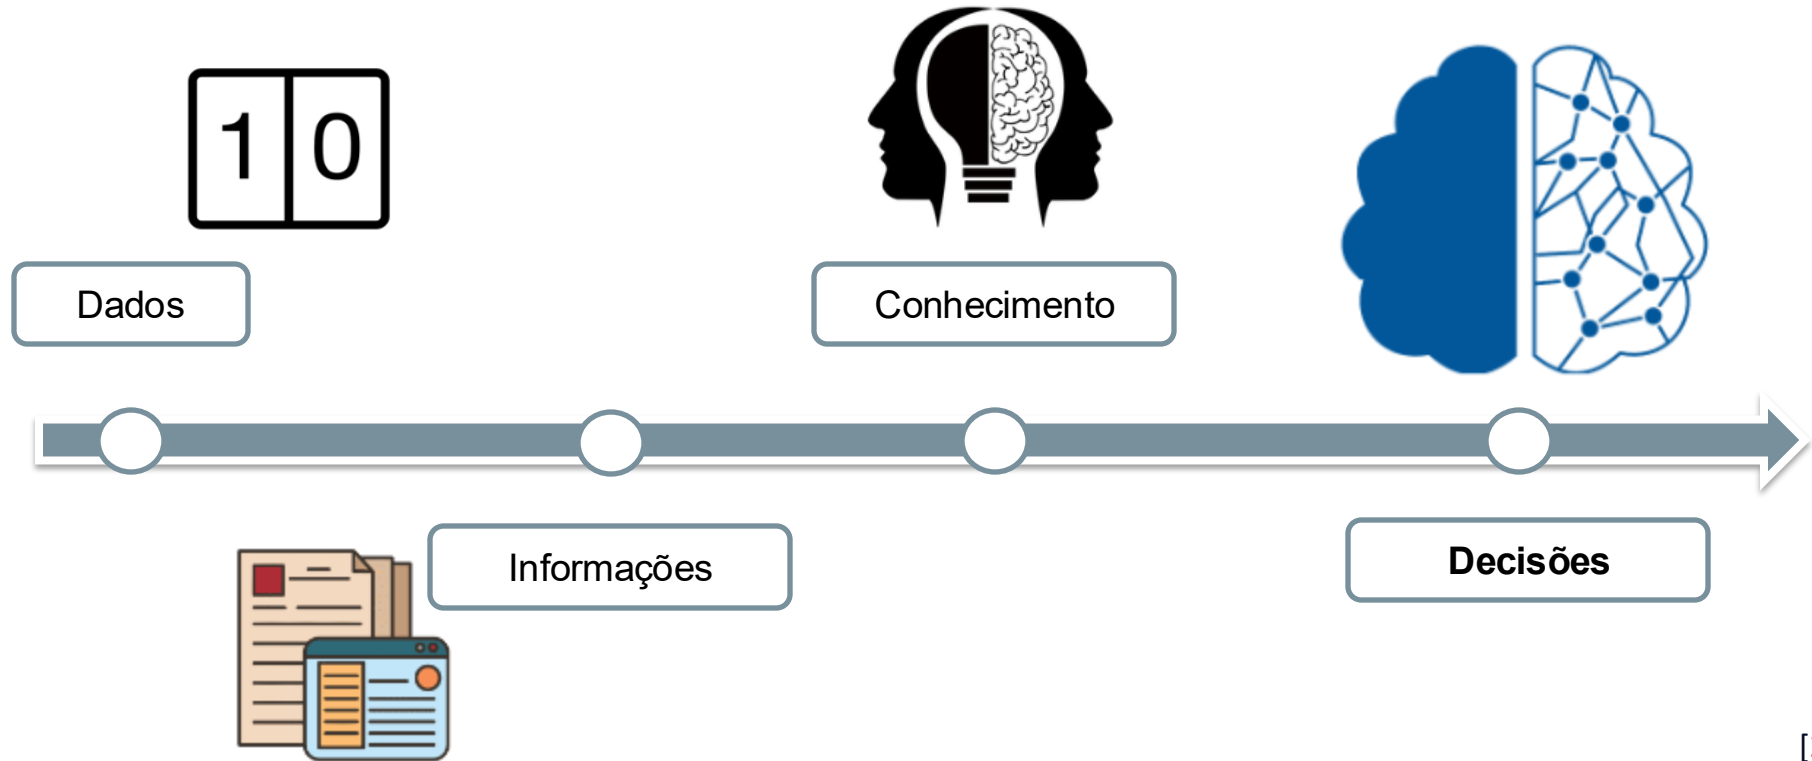 1 0
Dados
Conhecimento
Informações
Decisões